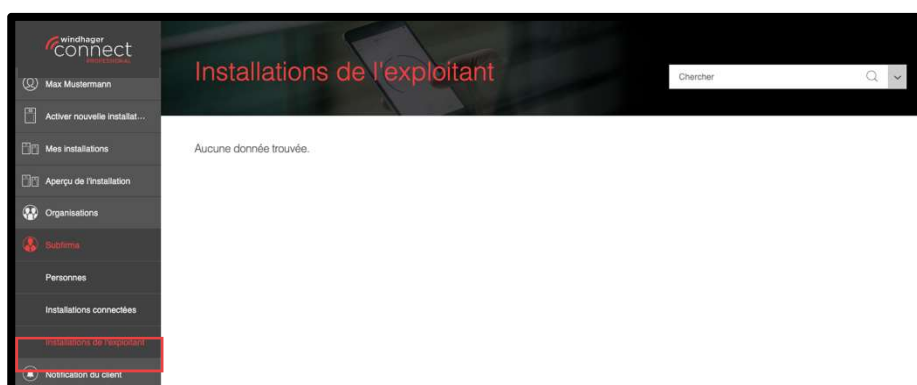 windhager
connect
PROFESSIONAL
Max Mustermann
Activer nouvelle installat...
Mes installations
Aperçu de l'installation
Organisations
Subfirma
Personnes
Installations connectées
Installations de l'exploitant
Notification du client
Installations de l'exploitant
Chercher
Aucune donnée trouvée.